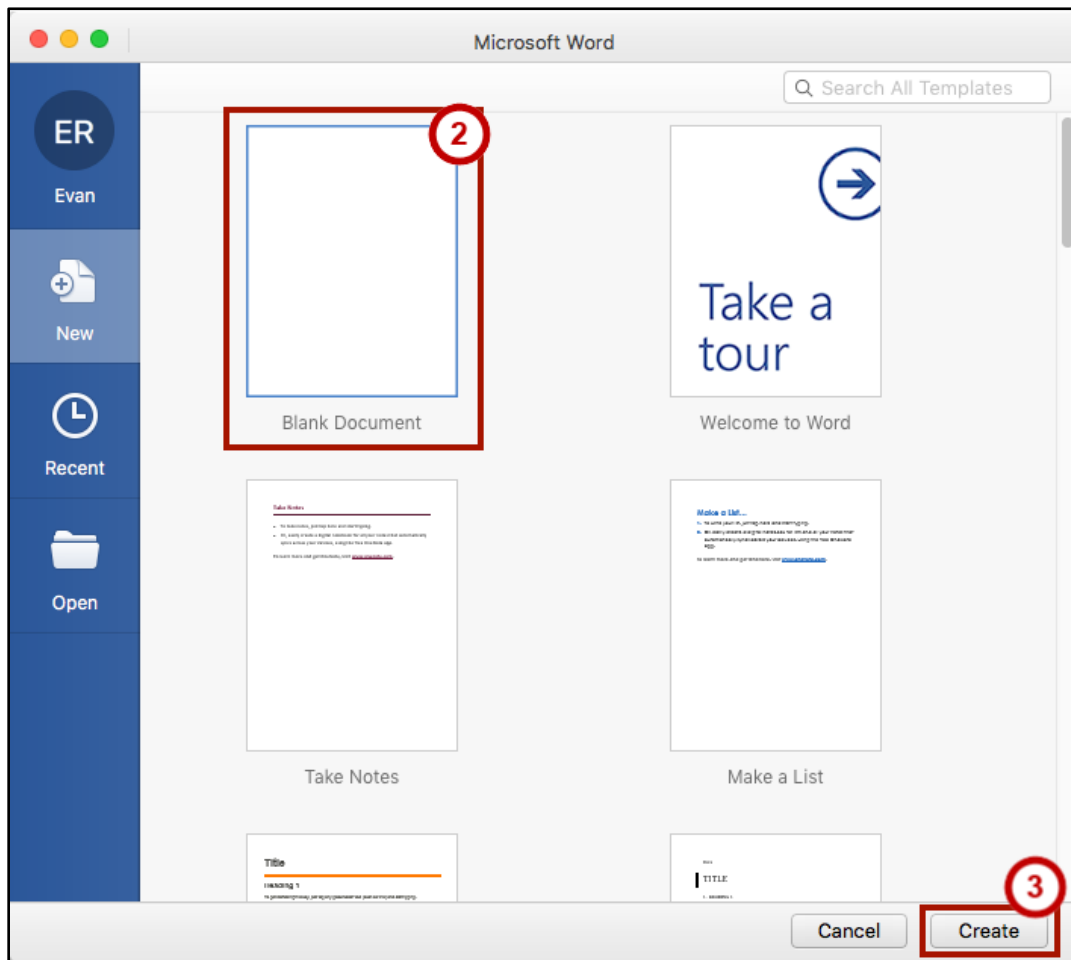 Microsoft Word
Search All Templates
ER
Evan
New
Recent
Open
2
Blank Document
Take a
tour
Welcome to Word
Take Notes
Take Notes
Make a List...
Make a List
Title
Heading 1
TITLE
3
Cancel
Create